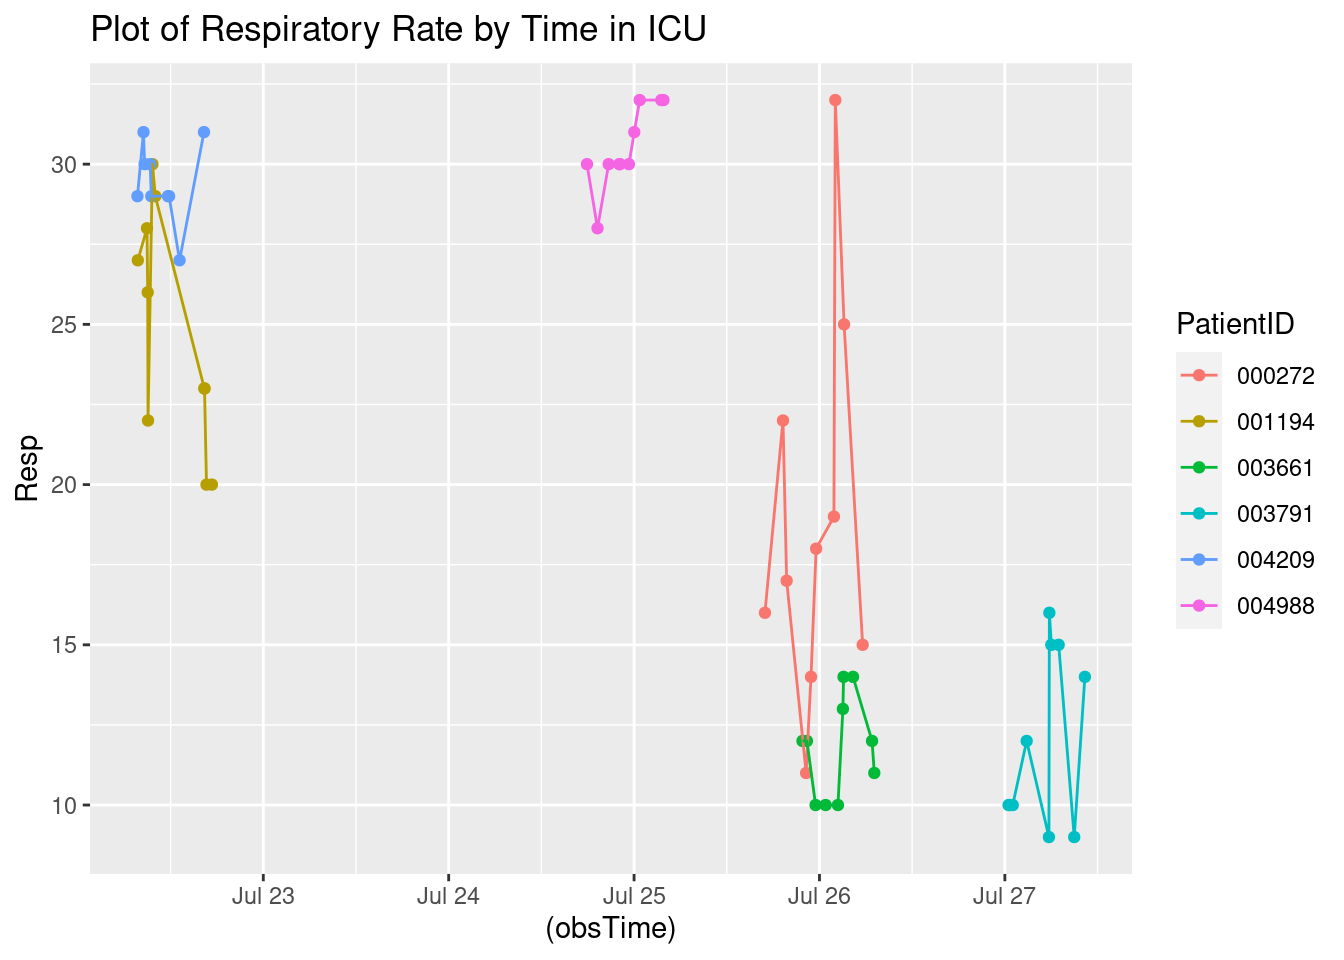 Plot of Respiratory Rate by Time in ICU
Resp
30
25
20
15
10
Jul 23 Jul 24 Jul 25 Jul 26 Jul 27
(obsTime)
PatientID
000272
001194
003661
003791
004209
004988